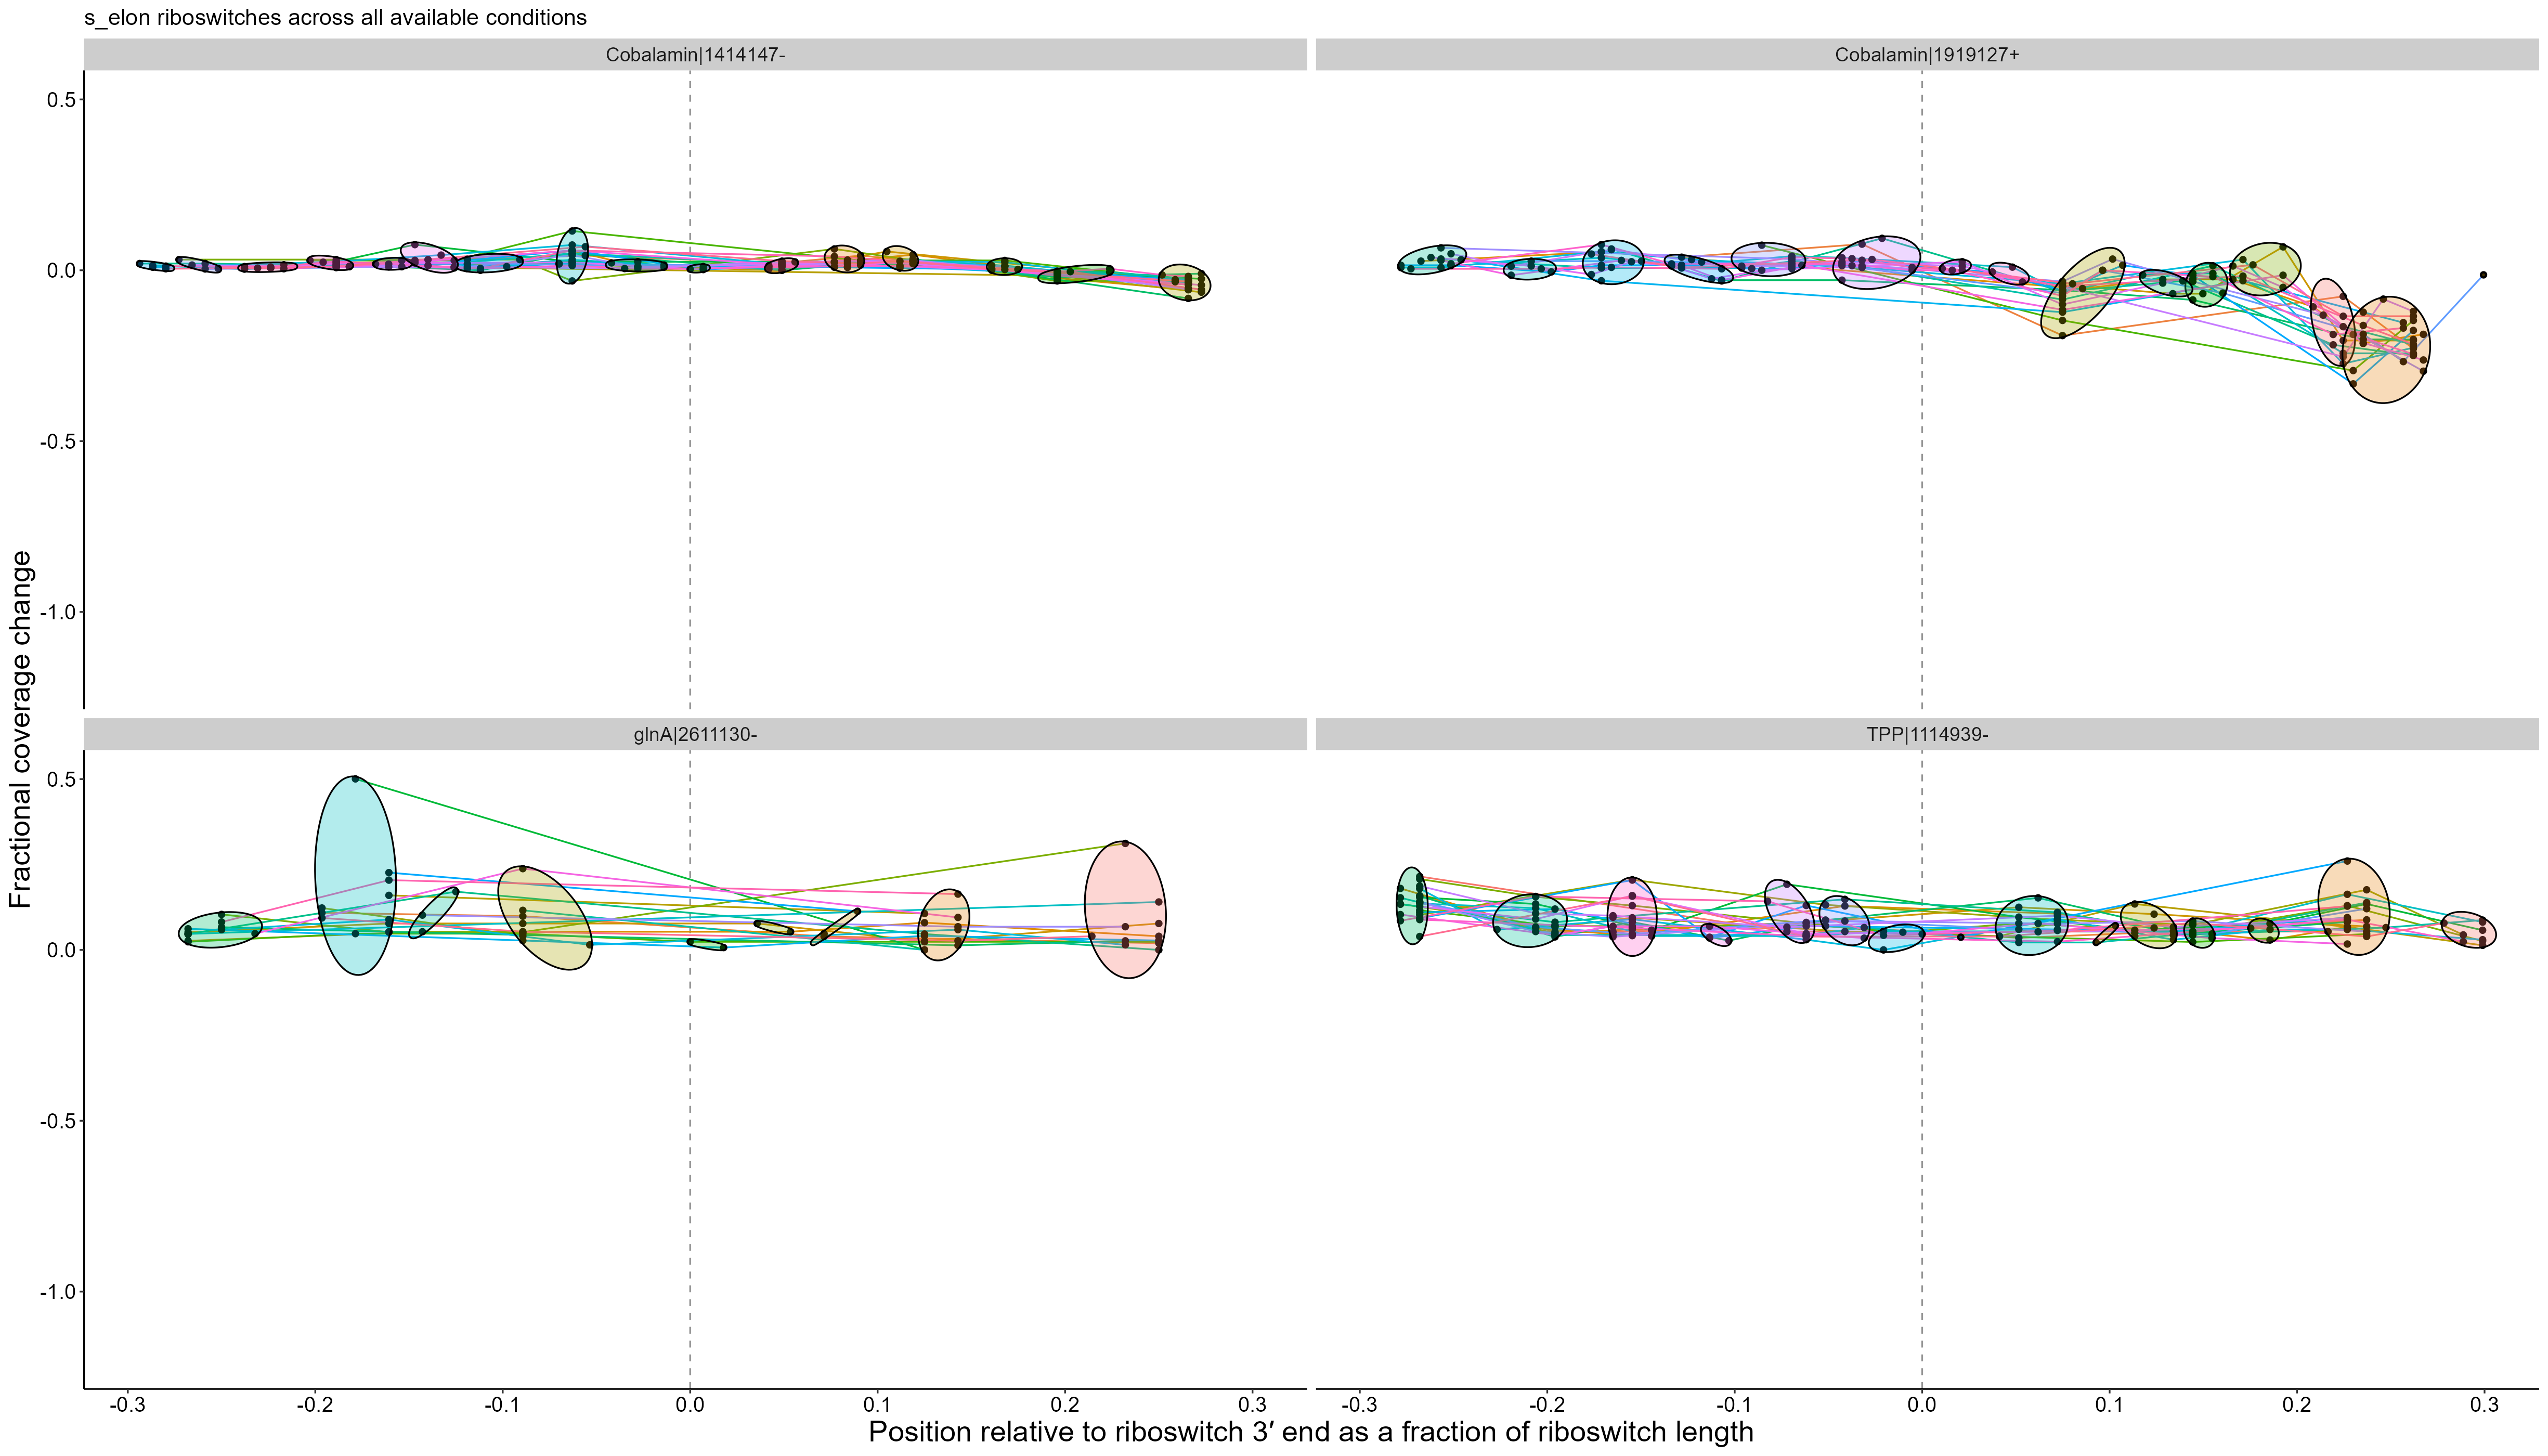 s_elon riboswitches across all available conditions
Cobalamin|1414147-
Cobalamin|1919127+
0.5
0.0
-0.5
-1.0
Fractional coverage change
glnA|2611130-
TPP|1114939-
0.5
0.0
-0.5
-1.0
-0.3 -0.2 -0.1 0.0 0.1 0.2 0.3
-0.3 -0.2 -0.1 0.0 0.1 0.2 0.3
Position relative to riboswitch 3′ end as a fraction of riboswitch length